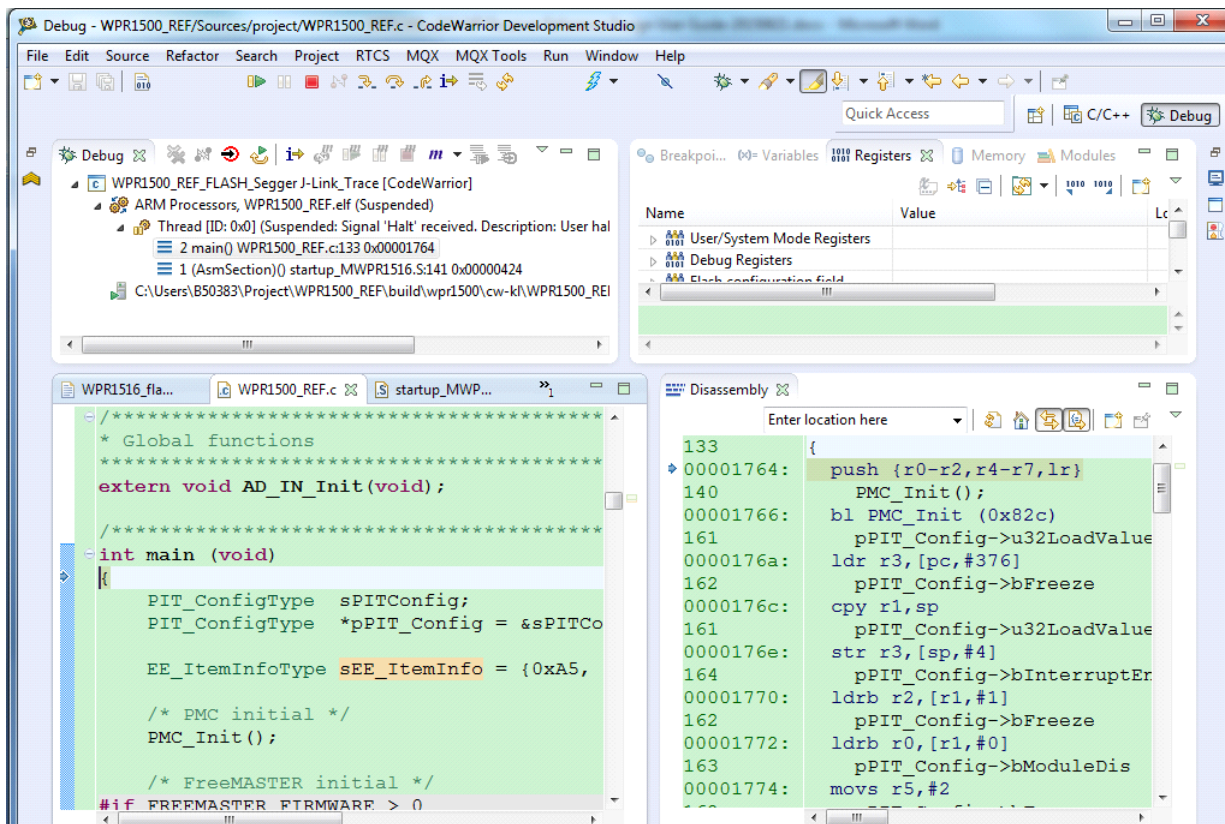 Debug - WPR1500_REF/Sources/project/WPR1500_REF.c - CodeWarrior Development Studio
File Edit Source Refactor Search Project RTCS MQX MQX Tools Run Window Help
Quick Access
C/C++
Debug
Debug
WPR1500_REF_FLASH_Segger J-Link_Trace [CodeWarrior]
ARM Processors, WPR1500_REF.elf (Suspended)
Thread [ID: 0x0] (Suspended: Signal 'Halt' received. Description: User hal
2 main() WPR1500_REF.c:133 0x00001764
1 (AsmSection)() startup_MWPR1516.S:141 0x00000424
C:\Users\B50383\Project\WPR1500_REF\build\wpr1500\cw-kl\WPR1500_REI
Breakpoi... Variables Registers Memory Modules
Name Value Lc
User/System Mode Registers
Debug Registers
Flash configuration field
WPR1516_fla... WPR1500_REF.c startup_MWP... »1
/*******************************************
* Global functions
********************************************
extern void AD_IN_Init(void);
/*******************************************
int main (void)
{
PIT_ConfigType sPITConfig;
PIT_ConfigType *pPIT_Config = &sPITCo
EE_ItemInfoType sEE_ItemInfo = {0xA5,
/* PMC initial */
PMC_Init();
/* FreeMASTER initial */
#if FREEMASTER_FIRMWARE > 0
Disassembly
Enter location here
133 {
00001764: push {r0-r2,r4-r7,lr}
140 PMC_Init();
00001766: bl PMC_Init (0x82c)
161 pPIT_Config->u32LoadValue
0000176a: ldr r3,[pc,#376]
162 pPIT_Config->bFreeze
0000176c: cpy r1,sp
161 pPIT_Config->u32LoadValue
0000176e: str r3,[sp,#4]
164 pPIT_Config->bInterruptEn
00001770: ldrb r2,[r1,#1]
162 pPIT_Config->bFreeze
00001772: ldrb r0,[r1,#0]
163 pPIT_Config->bModuleDis
00001774: movs r5,#2